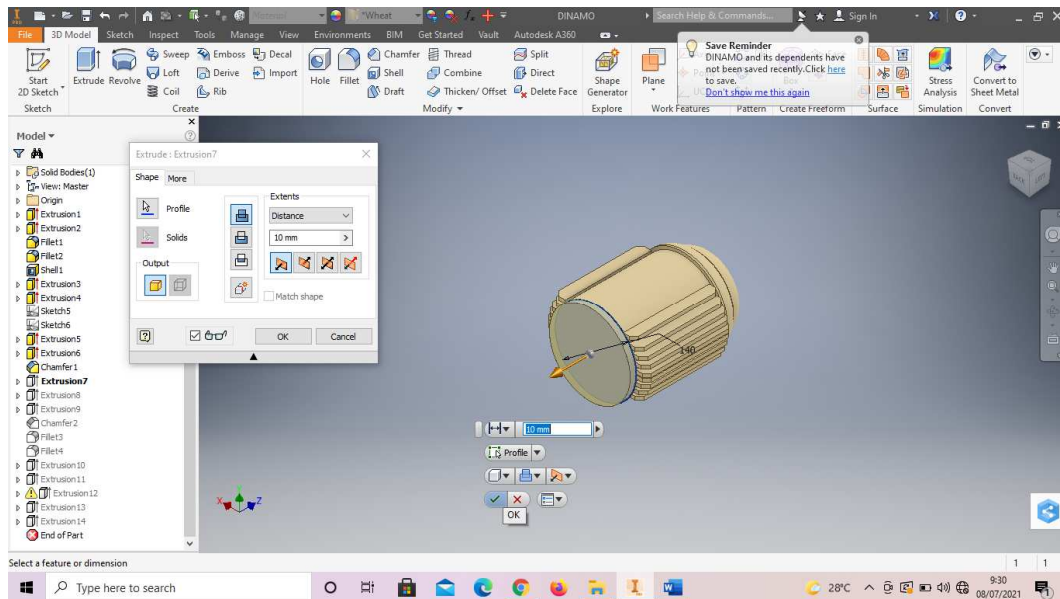 PRO
Material
*Wheat
DINAMO
Search Help & Commands...
Sign In
File 3D Model Sketch Inspect Tools Manage View Environments BIM Get Started Vault Autodesk A360
Save Reminder
DINAMO and its dependents have
not been saved recently.Click here
to save.
Don't show me this again
Start
2D Sketch
Extrude Revolve
Sweep Emboss Decal
Loft Derive Import
Coil Rib
Hole Fillet
Chamfer Thread Split
Shell Combine Direct
Draft Thicken/ Offset Delete Face
Shape
Generator
Plane
Box
Stress
Analysis
Convert to
Sheet Metal
Sketch Create Modify Explore Work Features Pattern Create Freeform Surface Simulation Convert
Model
Solid Bodies(1)
View: Master
Origin
Extrusion1
Extrusion2
Fillet1
Fillet2
Shell1
Extrusion3
Extrusion4
Sketch5
Sketch6
Extrusion5
Extrusion6
Chamfer1
Extrusion7
Extrusion8
Extrusion9
Chamfer2
Fillet3
Fillet4
Extrusion10
Extrusion11
Extrusion12
Extrusion13
Extrusion14
End of Part
Extrude : Extrusion7
Shape More
Profile
Solids
Output
Extents
Distance
10 mm
Match shape
OK Cancel
140
BACK LEFT
10 mm
Profile
OK
X Y Z
Select a feature or dimension
1 1
Type here to search
28°C
9:30
08/07/2021